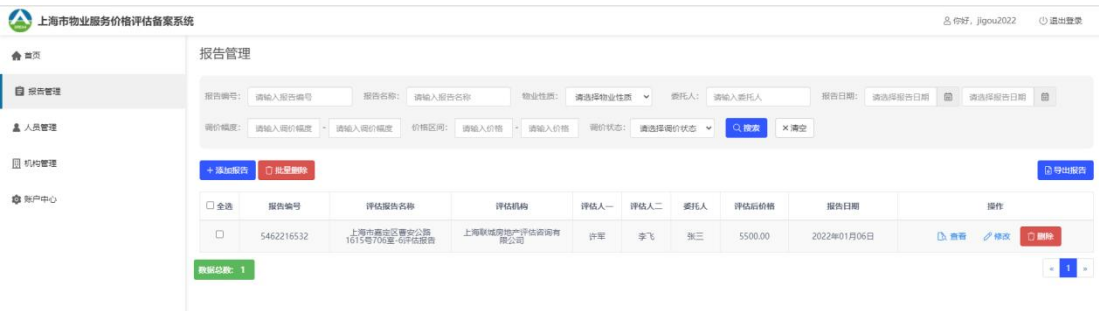 上海市物业服务价格评估备案系统
你好，jigou2022
退出登录
首页
报告管理
人员管理
机构管理
账户中心
报告管理
报告编号： 请输入报告编号 报告名称： 请输入报告名称 物业性质： 请选择物业性质 委托人： 请输入委托人 报告日期： 请选择报告日期 请选择报告日期
调价幅度： 请输入调价幅度 - 请输入调价幅度 价格区间： 请输入价格 - 请输入价格 调价状态： 请选择调价状态 搜索 ×清空
+ 添加报告 批量删除 导出报告
全选 报告编号 评估报告名称 评估机构 评估人一 评估人二 委托人 评估后价格 报告日期 操作
5462216532 上海市嘉定区曹安公路1615号706室-6评估报告 上海联城房地产评估咨询有限公司 许军 李飞 张三 5500.00 2022年01月06日 查看 修改 删除
数据总数： 1
« 1 »